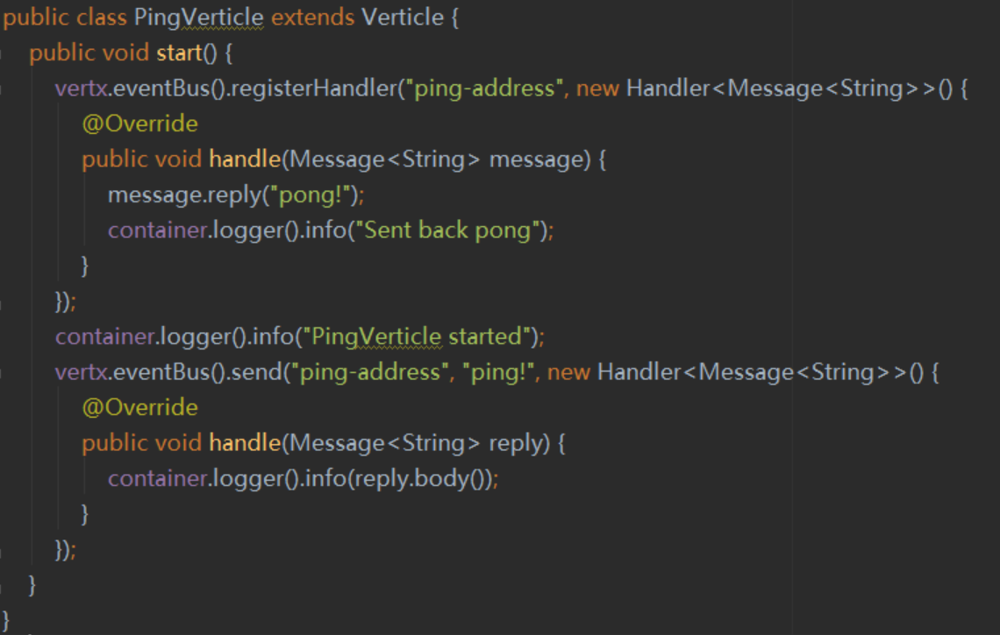 public class PingVerticle extends Verticle {
public void start() {
vertx.eventBus().registerHandler("ping-address", new Handler<Message<String>>() {
@Override
public void handle(Message<String> message) {
message.reply("pong!");
container.logger().info("Sent back pong");
}
});
container.logger().info("PingVerticle started");
vertx.eventBus().send("ping-address", "ping!", new Handler<Message<String>>() {
@Override
public void handle(Message<String> reply) {
container.logger().info(reply.body());
}
});
}
}